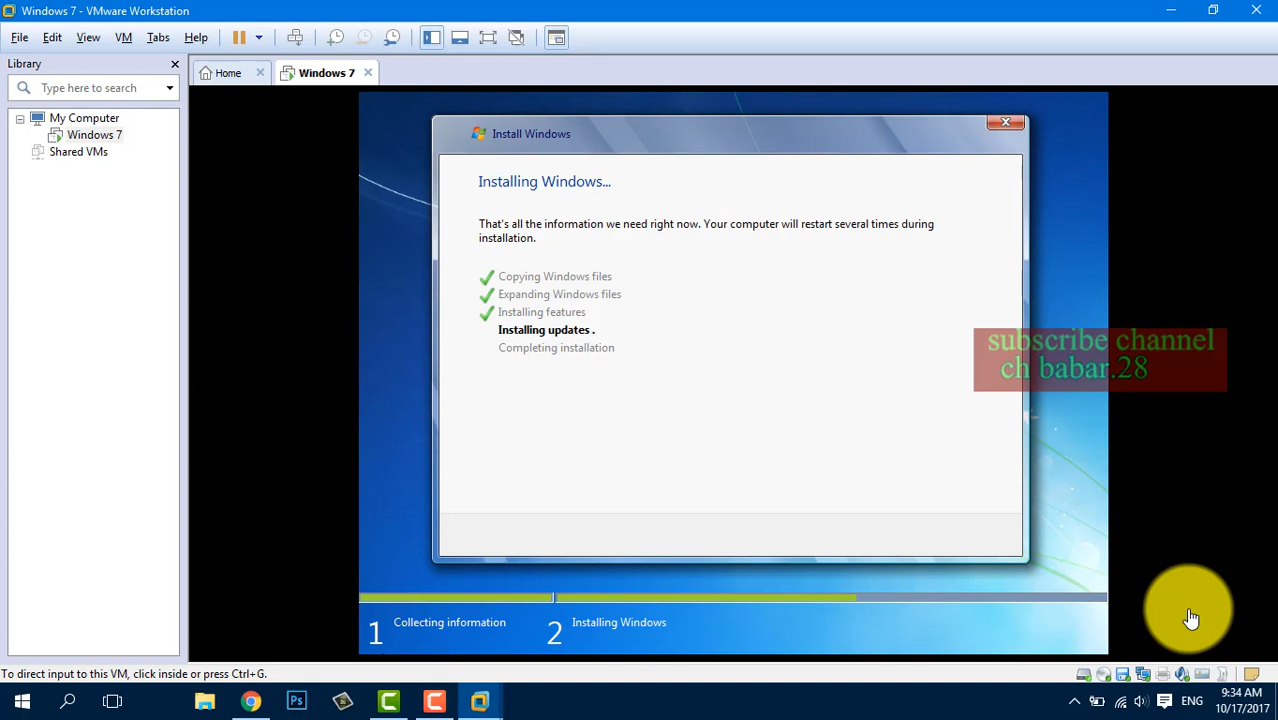 Windows 7 - VMware Workstation
File Edit View VM Tabs Help
Library
Type here to search
My Computer
Windows 7
Shared VMs
Home
Windows 7
Install Windows
Installing Windows...
That's all the information we need right now. Your computer will restart several times during
installation.
Copying Windows files
Expanding Windows files
Installing features
Installing updates .
Completing installation
subscribe channel
ch babar.28
1 Collecting information
2 Installing Windows
To direct input to this VM, click inside or press Ctrl+G.
Ps
ENG
9:34 AM
10/17/2017